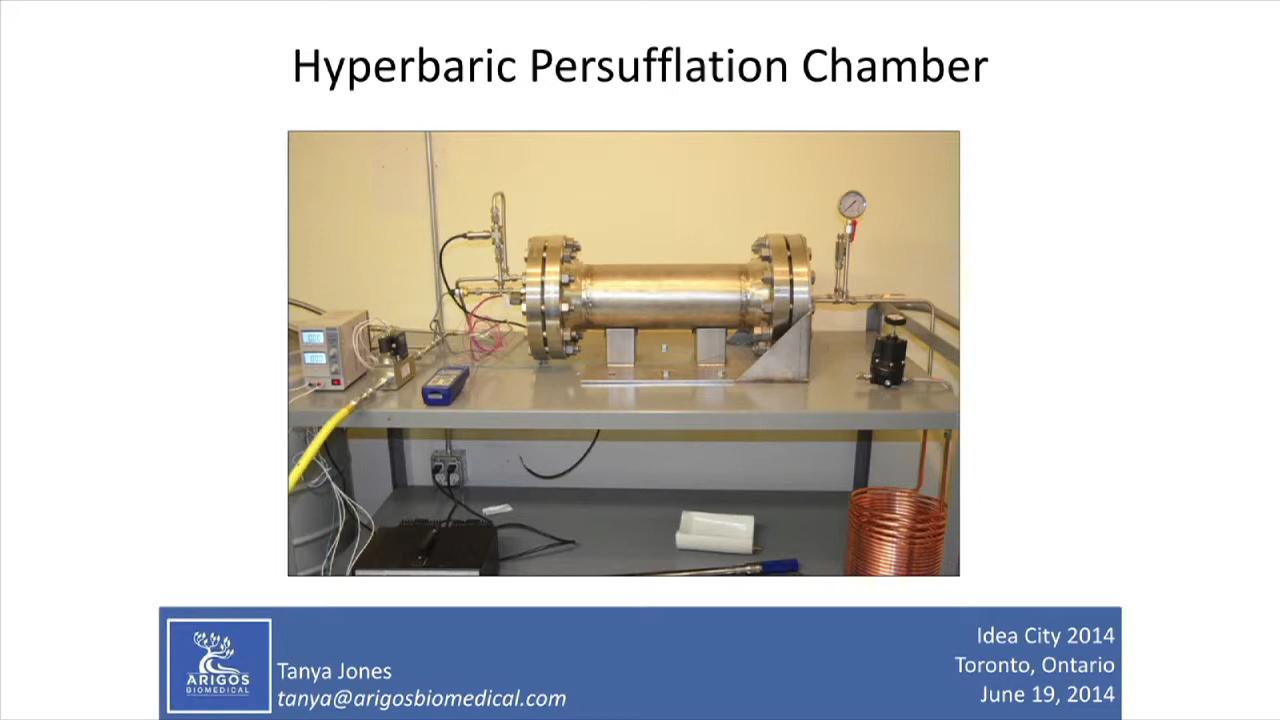 Hyperbaric Persufflation Chamber
ARIGOS
BIOMEDICAL
Tanya Jones
tanya@arigosbiomedical.com
Idea City 2014
Toronto, Ontario
June 19, 2014